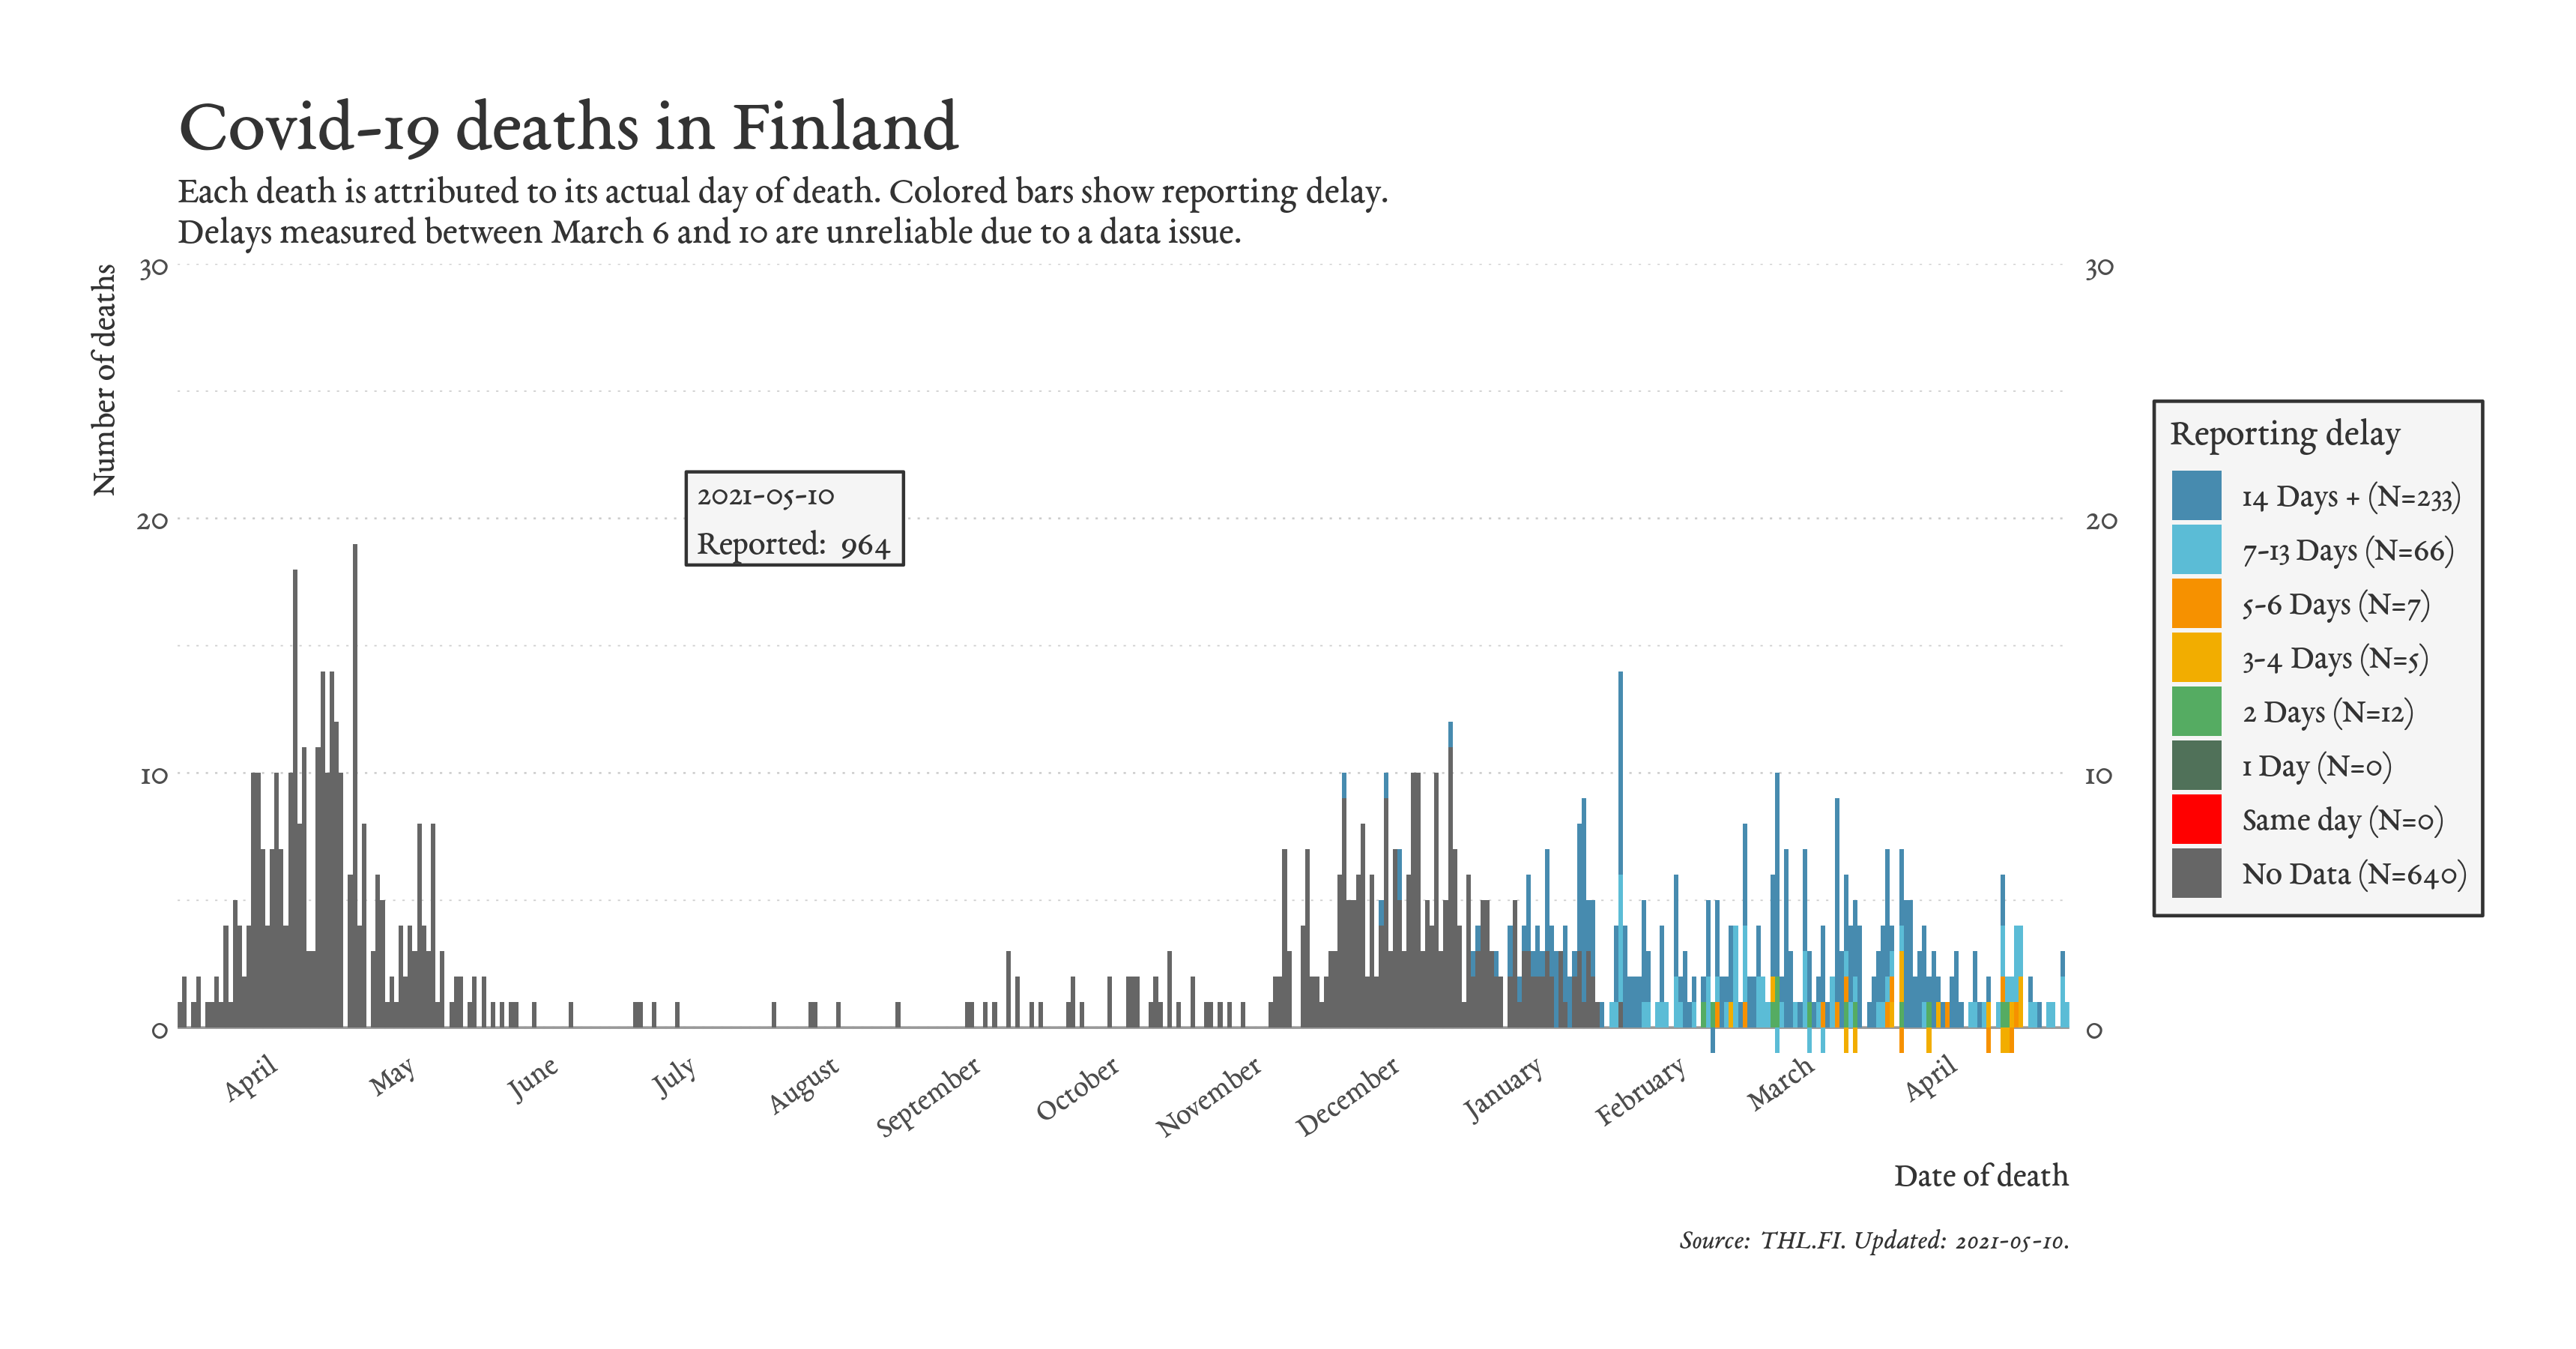 Covid-19 deaths in Finland
Each death is attributed to its actual day of death. Colored bars show reporting delay.
Delays measured between March 6 and 10 are unreliable due to a data issue.
Number of deaths
30
20
10
0
30
20
10
0
2021-05-10
Reported: 964
April
May
June
July
August
September
October
November
December
January
February
March
April
Date of death
Reporting delay
14 Days + (N=233)
7-13 Days (N=66)
5-6 Days (N=7)
3-4 Days (N=5)
2 Days (N=12)
1 Day (N=0)
Same day (N=0)
No Data (N=640)
Source: THL.FI. Updated: 2021-05-10.